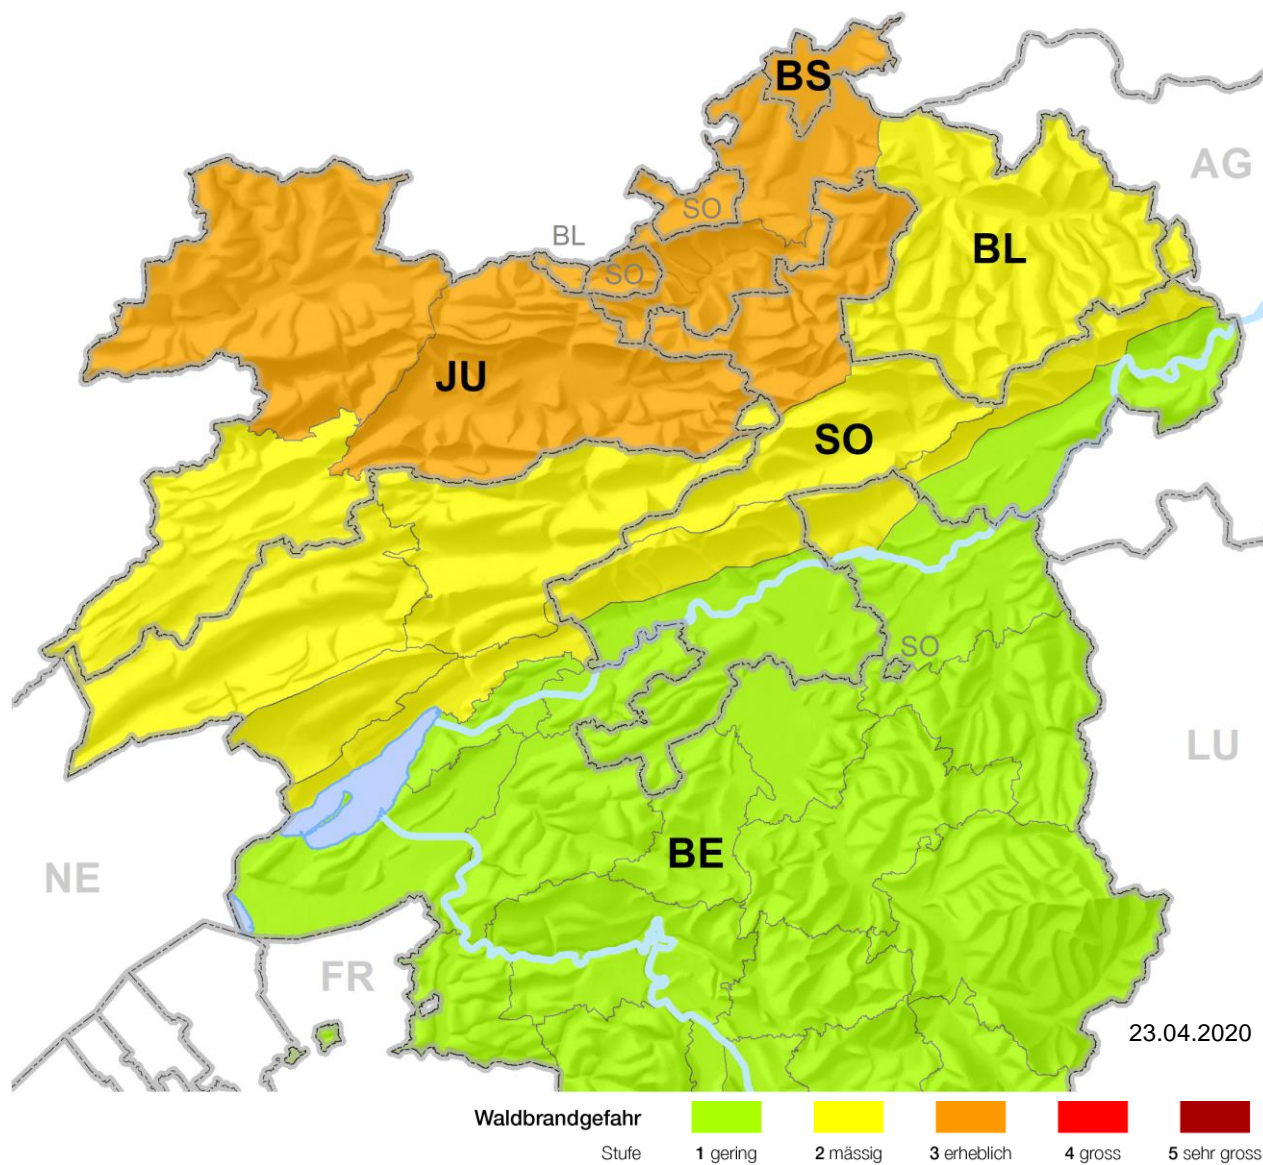 BS
AG
SO
BL
BL
SO
JU
SO
SO
LU
BE
NE
FR
23.04.2020
Waldbrandgefahr
Stufe 1 gering 2 mässig 3 erheblich 4 gross 5 sehr gross